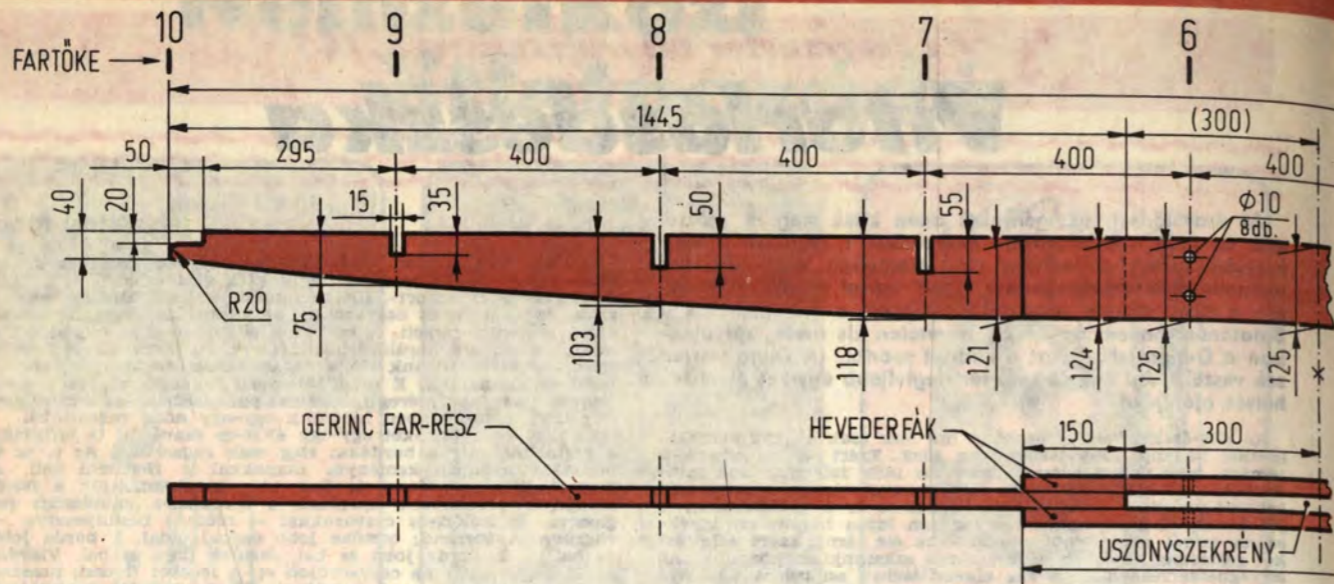 10 9 8 7 6
FARTŐKE
1445 (300)
50 295 400 400 400 400
40 20 15 35 50 55 Ø10
8db.
R20 75 103 118 121 124 125 125
GERINC FAR-RÉSZ HEVEDERFÁK 150 300
USZONYSZEKRÉNY